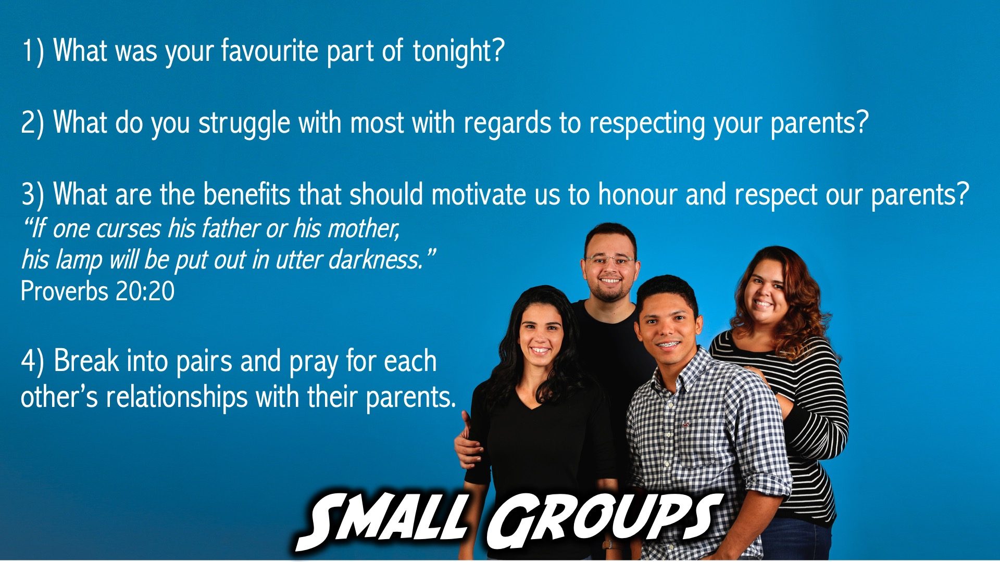 1) What was your favourite part of tonight?
2) What do you struggle with most with regards to respecting your parents?
3) What are the benefits that should motivate us to honour and respect our parents?
“If one curses his father or his mother,
his lamp will be put out in utter darkness.”
Proverbs 20:20
4) Break into pairs and pray for each
other’s relationships with their parents.
SMALL GROUPS